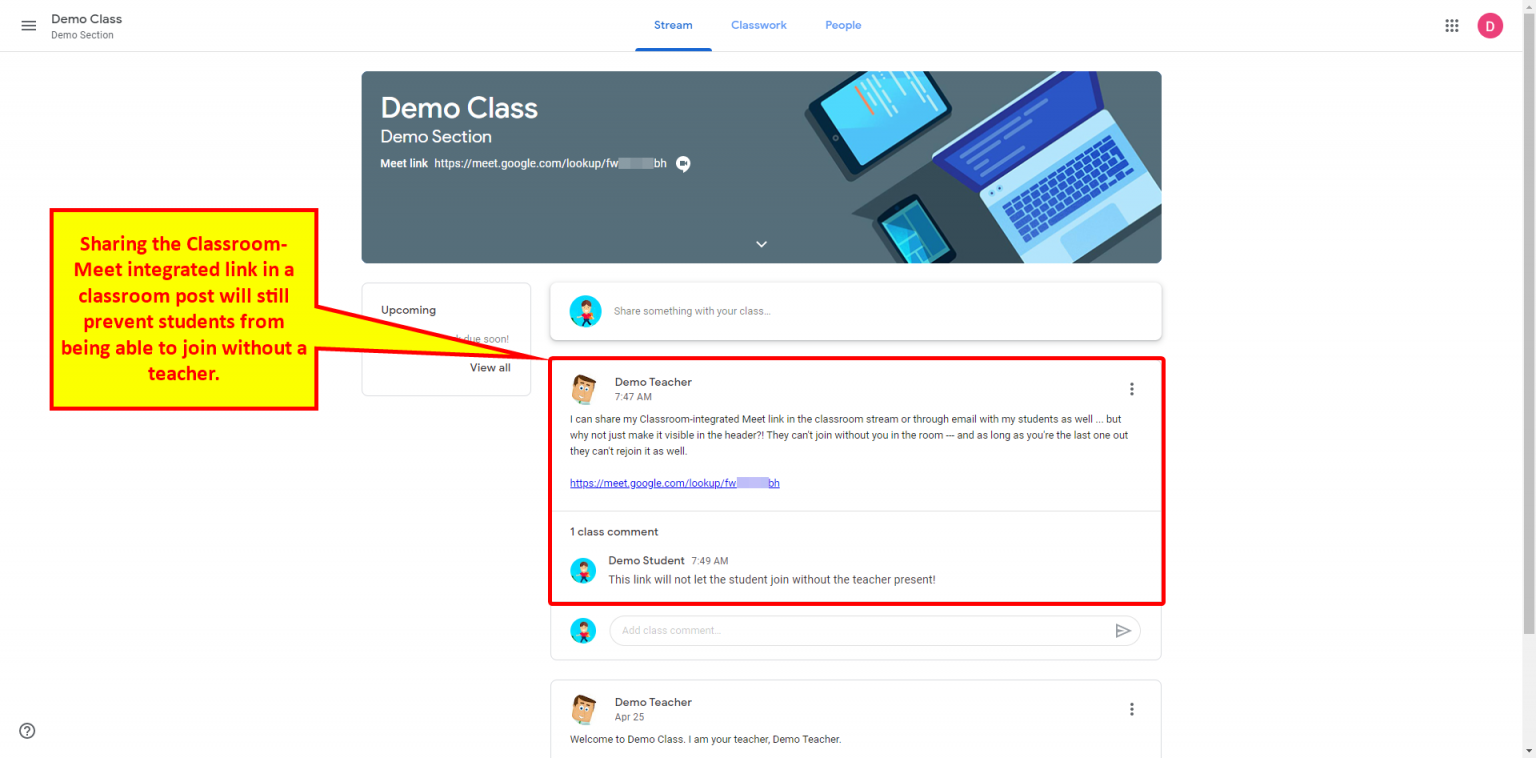 Demo Class
Demo Section
Stream
Classwork
People
D
Demo Class
Demo Section
Meet link https://meet.google.com/lookup/fw bh
Sharing the Classroom-
Meet integrated link in a
classroom post will still
prevent students from
being able to join without a
teacher.
Upcoming
due soon!
View all
Share something with your class...
Demo Teacher
7:47 AM
I can share my Classroom-integrated Meet link in the classroom stream or through email with my students as well ... but
why not just make it visible in the header?! They can't join without you in the room --- and as long as you're the last one out
they can't rejoin it as well.
https://meet.google.com/lookup/fw bh
1 class comment
Demo Student 7:49 AM
This link will not let the student join without the teacher present!
Add class comment...
Demo Teacher
Apr 25
Welcome to Demo Class. I am your teacher, Demo Teacher.